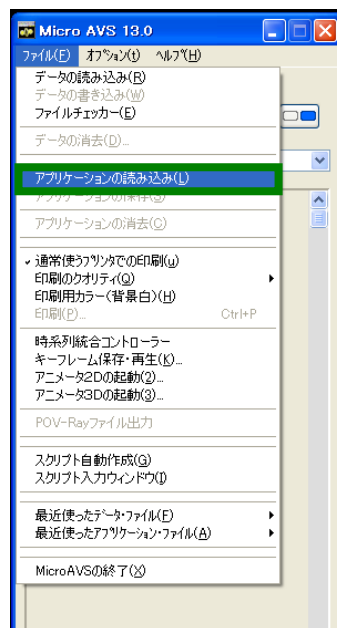 Micro AVS 13.0
ファイル(F) オプション(t) ヘルプ(H)
データの読み込み(R)
データの書き込み(W)
ファイルチェッカー(E)
データの消去(D)...
アプリケーションの読み込み(L)
アプリケーションの保存(S)
アプリケーションの消去(C)
通常使うプリンタでの印刷(u)
印刷のクオリティ(Q)
印刷用カラー(背景白)(H)
印刷(P)... Ctrl+P
時系列統合コントローラー
キーフレーム保存・再生(K)...
アニメータ2Dの起動(2)...
アニメータ3Dの起動(3)...
POV-Rayファイル出力
スクリプト自動作成(G)
スクリプト入力ウィンドウ(I)
最近使ったデータ・ファイル(F)
最近使ったアプリケーション・ファイル(A)
MicroAVSの終了(X)